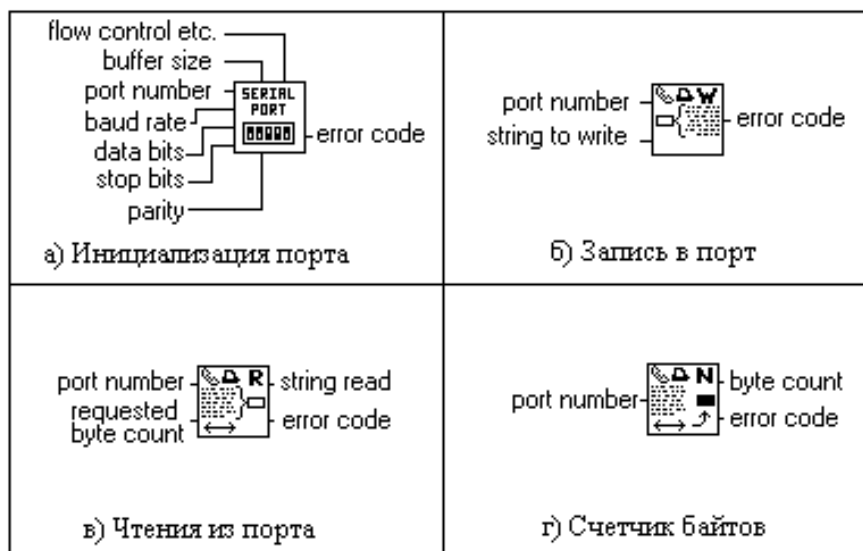 flow control etc.
buffer size
port number
SERIAL
PORT
baud rate
data bits
error code
stop bits
parity
а) Инициализация порта
W
port number
error code
string to write
б) Запись в порт
port number
R
string read
requested
byte count
error code
в) Чтения из порта
N
byte count
port number
error code
г) Счетчик байтов